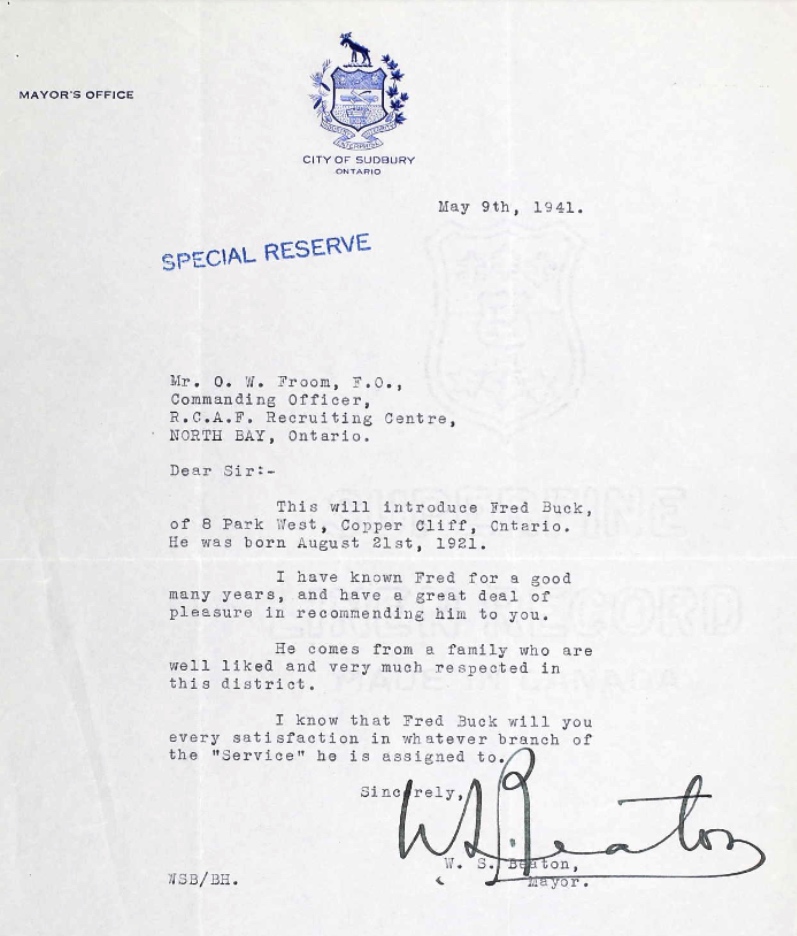 MAYOR'S OFFICE
CITY OF SUDBURY
ONTARIO
May 9th, 1941.
SPECIAL RESERVE
Mr. O. W. Froom, F.O.,
Commanding Officer,
R.C.A.F. Recruiting Centre,
NORTH BAY, Ontario.
Dear Sir:-
This will introduce Fred Buck,
of 8 Park West, Copper Cliff, Ontario.
He was born August 21st, 1921.
I have known Fred for a good
many years, and have a great deal of
pleasure in recommending him to you.
He comes from a family who are
well liked and very much respected in
this district.
I know that Fred Buck will you
every satisfaction in whatever branch of
the "Service" he is assigned to.
Sincerely,
W. S. Beaton
W. S. Beaton,
Mayor.
WSB/BH.